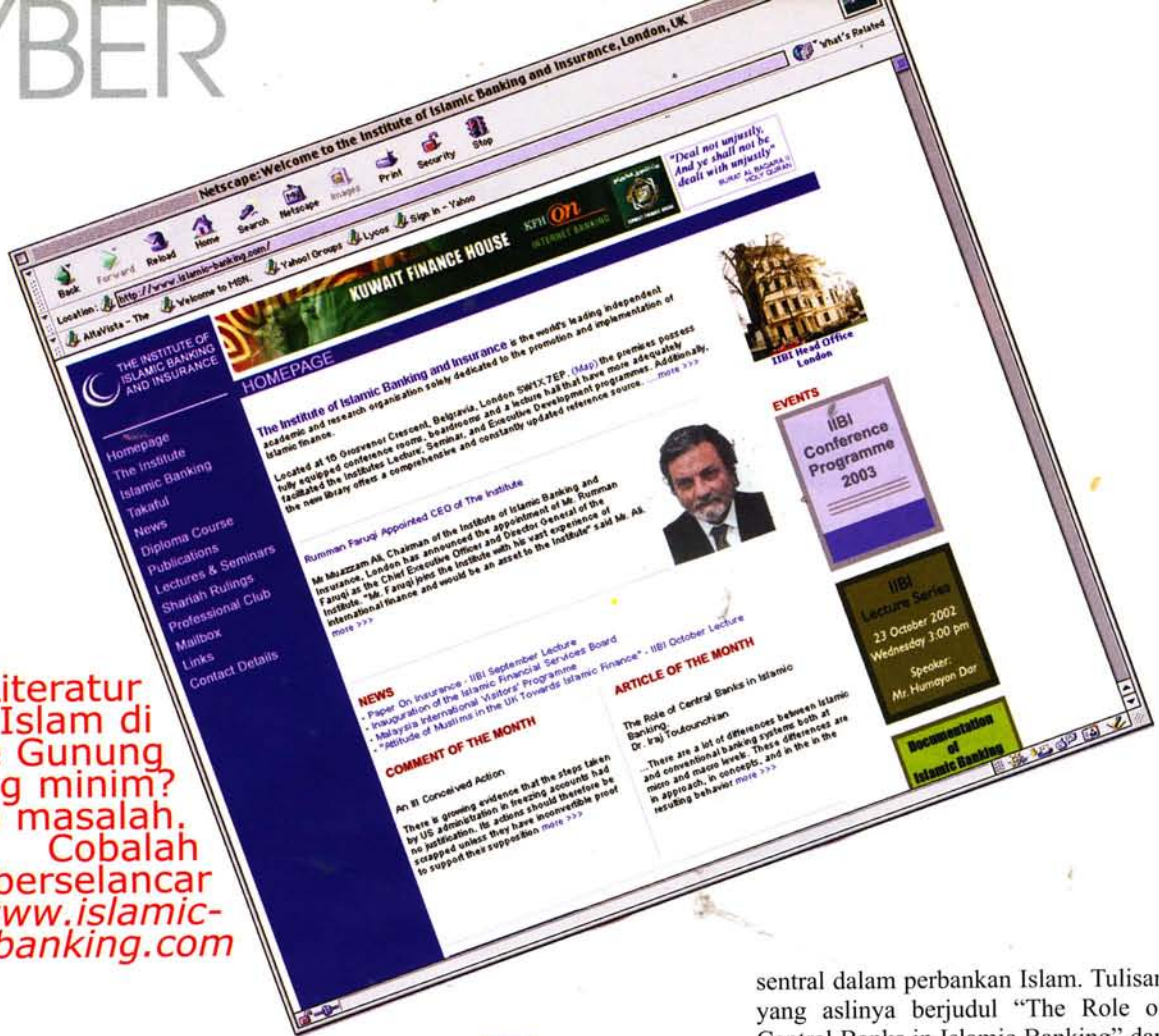 YBER
Netscape: Welcome to the Institute of Islamic Banking and Insurance, London, UK
Back
Forward
Reload
Home
Search
Netscape
Images
Print
Security
Stop
Location: http://www.islamic-banking.com/
What's Related
AltaVista - The
Welcome to MSN.
Yahoo! Groups
Lycos
Sign in - Yahoo
THE INSTITUTE OF
ISLAMIC BANKING
AND INSURANCE
KUWAIT FINANCE HOUSE
KFH on
INTERNET BANKING
"Deal not unjustly,
And ye shall not be
dealt with unjustly"
SURAT AL BAQARA II
HOLY QURAN
HOMEPAGE
Homepage
The Institute
Islamic Banking
Takaful
News
Diploma Course
Publications
Lectures & Seminars
Shariah Rulings
Professional Club
Mailbox
Links
Contact Details
The Institute of Islamic Banking and Insurance is the world's leading independent
academic and research organisation solely dedicated to the promotion and implementation of
Islamic finance.
Located at 16 Grosvenor Crescent, Belgravia, London SW1X 7EP. (Map) the premises possess
fully equipped conference rooms, boardrooms and a lecture hall that have more adequately
facilitated the Institutes Lecture, Seminar, and Executive Development programmes. Additionally,
the new library offers a comprehensive and constantly updated reference source. ....more >>>
Rumman Faruqi Appointed CEO of The Institute
Mr Muazzam Ali, Chairman of the Institute of Islamic Banking and
Insurance, London has announced the appointment of Mr. Rumman
Faruqi as the Chief Executive Officer and Director General of the
Institute. "Mr. Faruqi joins the Institute with his vast experience of
international finance and would be an asset to the Institute" said Mr. Ali.
more >>>
NEWS
- Paper On Insurance - IIBI September Lecture
- Inauguration of the Islamic Financial Services Board
- Malaysia International Visitors' Programme
- "Attitude of Muslims in the UK Towards Islamic Finance" - IIBI October Lecture
COMMENT OF THE MONTH
An Ill Conceived Action
There is growing evidence that the steps taken
by US administration in freezing accounts had
no justification. Its actions should therefore be
scrapped unless they have inconvertible proof
to support their supposition more >>>
ARTICLE OF THE MONTH
The Role of Central Banks in Islamic
Banking.
Dr. Iraj Toutounchian
...There are a lot of differences between Islamic
and conventional banking systems both at
micro and macro levels. These differences are
in approach, in concepts, and in the in the
resulting behavior more >>>
IIBI Head Office
London
EVENTS
IIBI
Conference
Programme
2003
IIBI
Lecture Series
23 October 2002
Wednesday 3:00 pm
Speaker:
Mr. Humayon Dar
Documentation
of
Islamic Banking
iteratur
Islam di
Gunung
g minim?
masalah.
Cobalah
berselancar
ww.islamic-
banking.com
sentral dalam perbankan Islam. Tulisan
yang aslinya berjudul "The Role o
Central Banks in Islamic Banking" dar